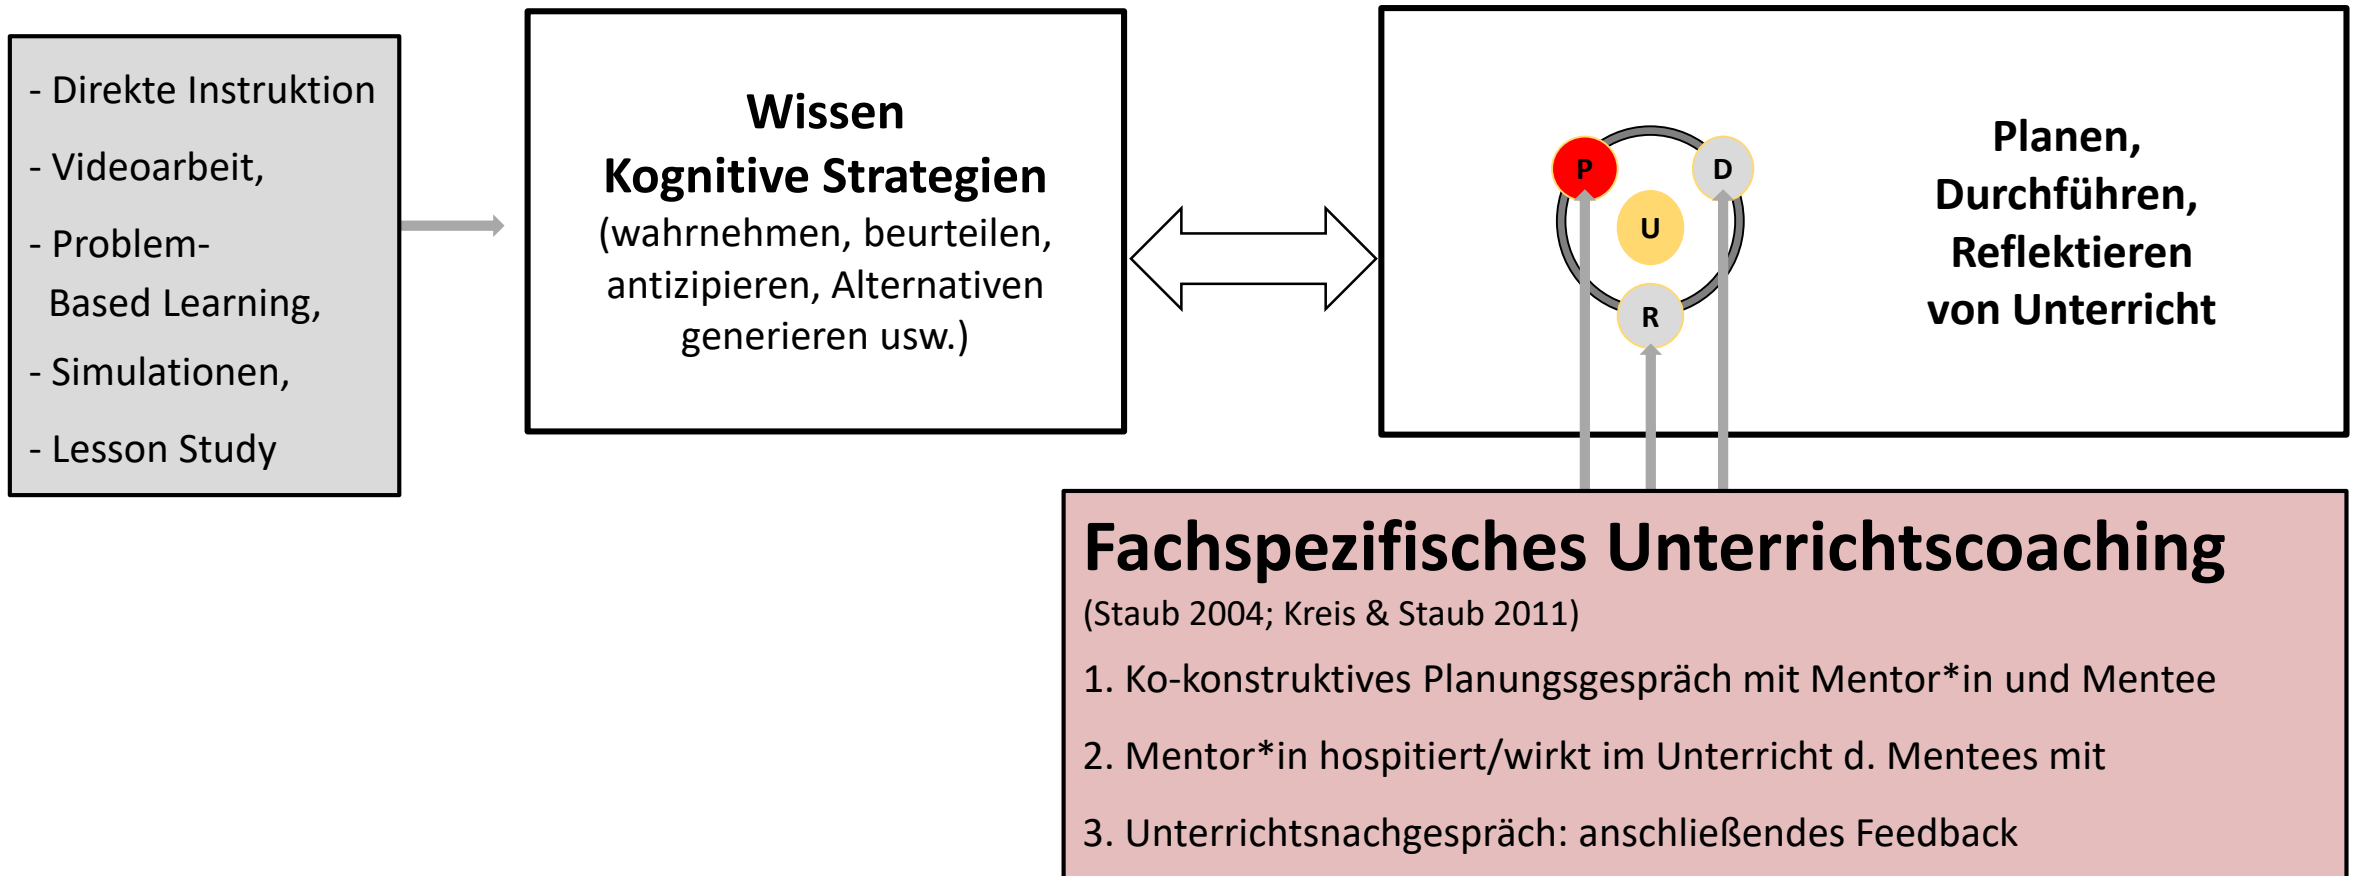 - Direkte Instruktion
- Videoarbeit,
- Problem-
Based Learning,
- Simulationen,
- Lesson Study
Wissen
Kognitive Strategien
(wahrnehmen, beurteilen,
antizipieren, Alternativen
generieren usw.)
P
D
U
R
Planen,
Durchführen,
Reflektieren
von Unterricht
Fachspezifisches Unterrichtscoaching
(Staub 2004; Kreis & Staub 2011)
1. Ko-konstruktives Planungsgespräch mit Mentor*in und Mentee
2. Mentor*in hospitiert/wirkt im Unterricht d. Mentees mit
3. Unterrichtsnachgespräch: anschließendes Feedback